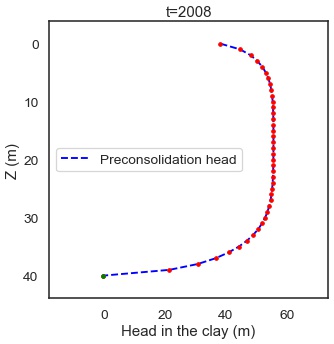 t=2008
0
10
20
30
40
Z (m)
Preconsolidation head
0 20 40 60
Head in the clay (m)